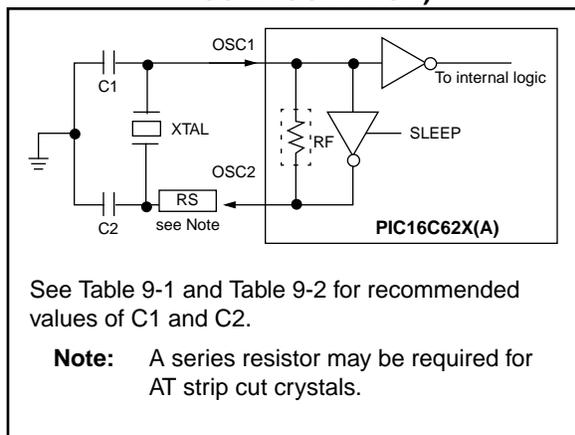 OSC1
To internal logic
C1
XTAL
RF
SLEEP
OSC2
RS
C2
see Note
PIC16C62X(A)
See Table 9-1 and Table 9-2 for recommended
values of C1 and C2.
Note: A series resistor may be required for
AT strip cut crystals.